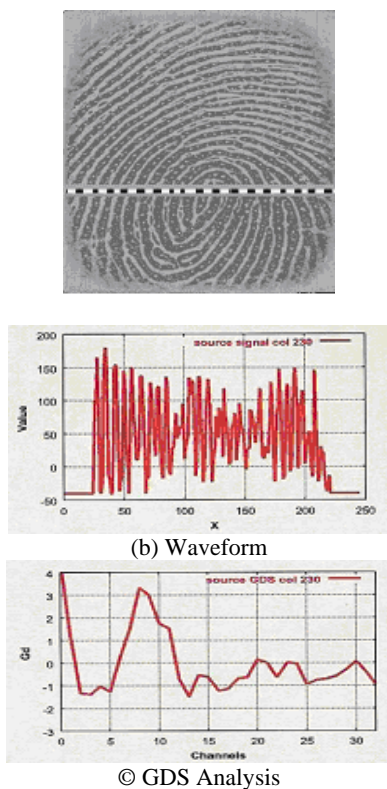 200
source signal col 230
150
100
Value
50
0
-50
0 50 100 150 200 250
X
(b) Waveform
4
source GDS col 230
3
2
1
Gd
0
-1
-2
-3
0 5 10 15 20 25 30
Channels
© GDS Analysis